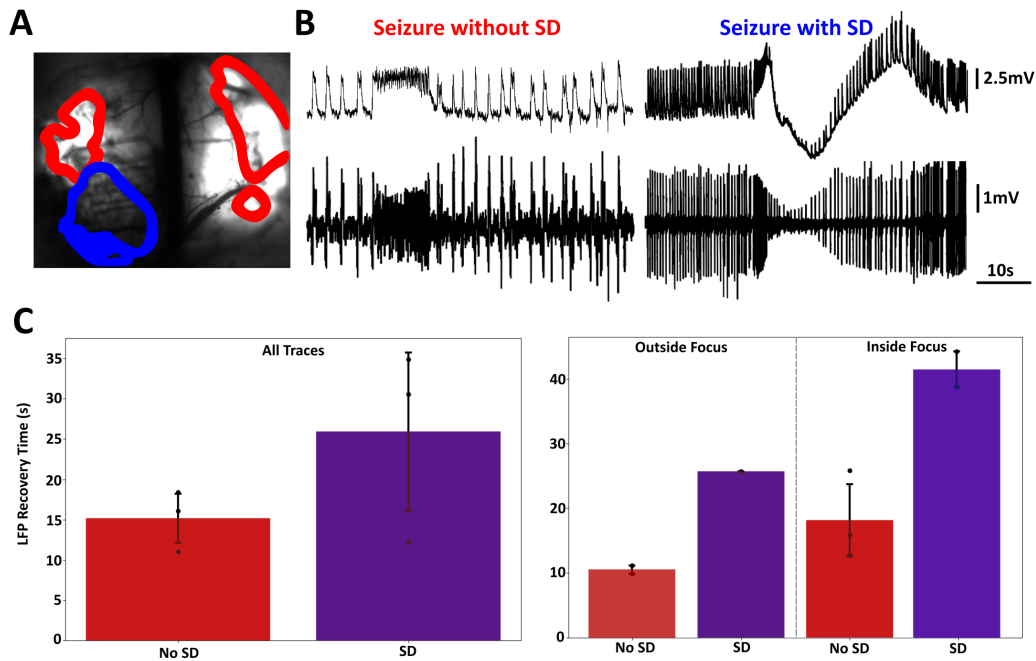 A
B
Seizure without SD
Seizure with SD
2.5mV
1mV
10s
C
All Traces
LFP Recovery Time (s)
35
30
25
20
15
10
5
0
No SD
SD
Outside Focus
Inside Focus
40
30
20
10
0
No SD
SD
No SD
SD